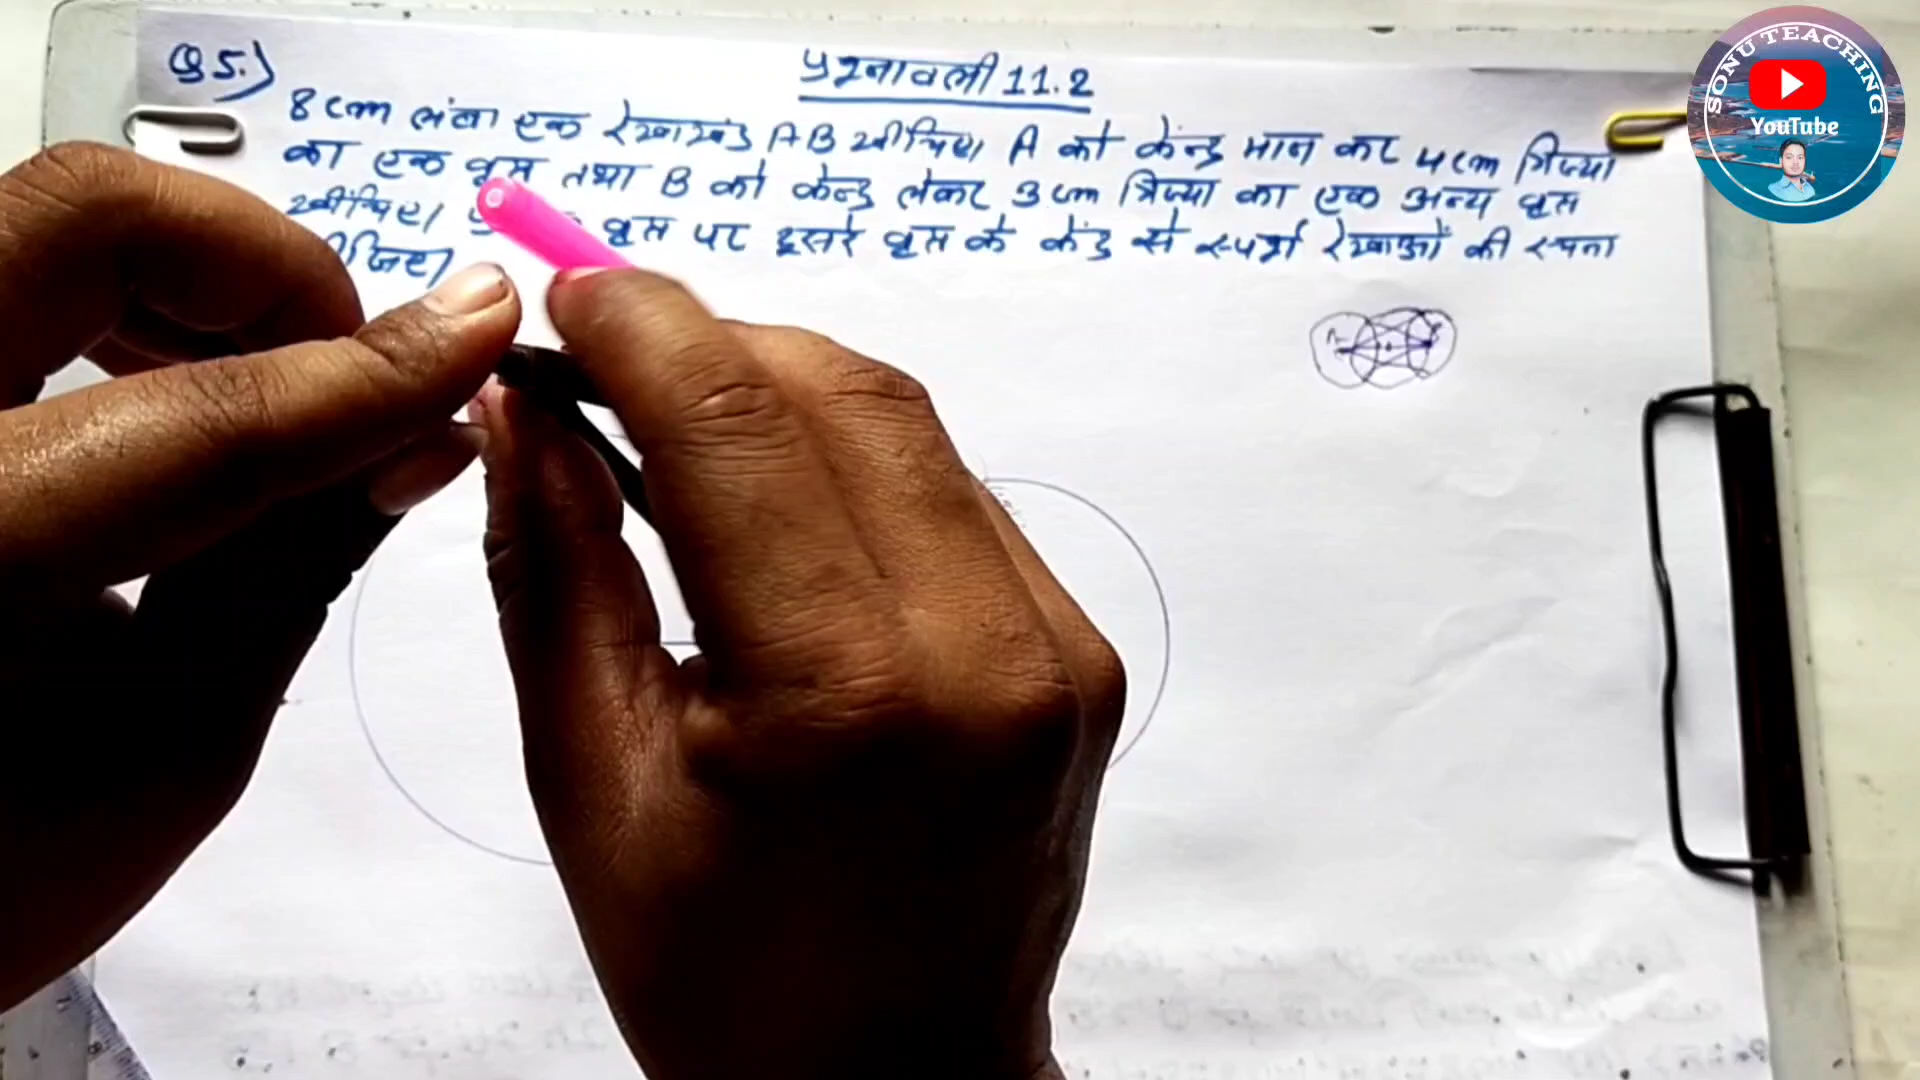 Q 5.)
प्रश्नावली 11.2
8 cm लंबा एक रेखाखंड AB खींचिए। A को केन्द्र मान कर 4 cm त्रिज्या
का एक वृत्त तथा B को केन्द्र लेकर 3 cm त्रिज्या का एक अन्य वृत्त
खींचिए। वृत्त पर दूसरे वृत्त के केंद्र से स्पर्श रेखाओं की रचना
SONU TEACHING
YouTube